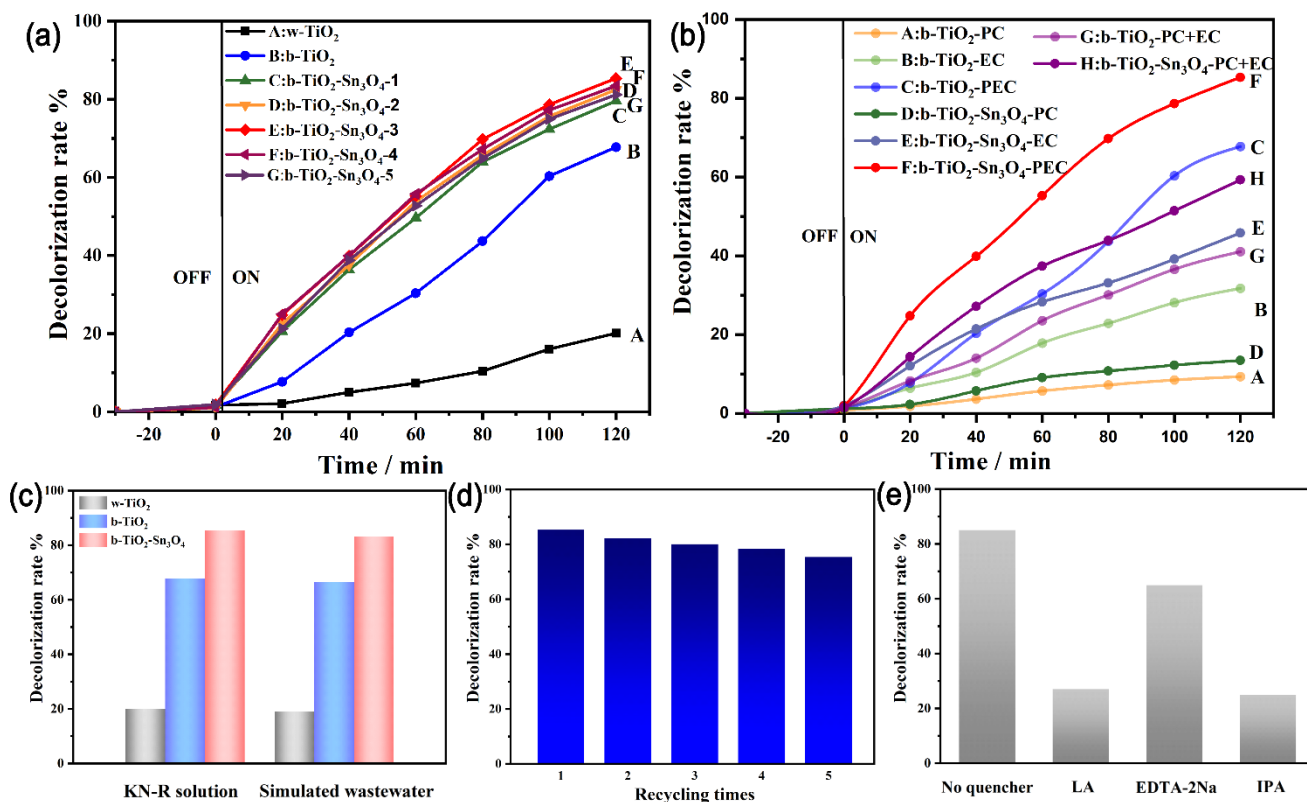 (a)
Decolorization rate %
100
80
60
40
20
0
A:w-TiO₂
B:b-TiO₂
C:b-TiO₂-Sn₃O₄-1
D:b-TiO₂-Sn₃O₄-2
E:b-TiO₂-Sn₃O₄-3
F:b-TiO₂-Sn₃O₄-4
G:b-TiO₂-Sn₃O₄-5
OFF
ON
E
F
D
G
C
B
A
-20 0 20 40 60 80 100 120
Time / min
(b)
Decolorization rate %
100
80
60
40
20
0
A:b-TiO₂-PC
B:b-TiO₂-EC
C:b-TiO₂-PEC
D:b-TiO₂-Sn₃O₄-PC
E:b-TiO₂-Sn₃O₄-EC
F:b-TiO₂-Sn₃O₄-PEC
G:b-TiO₂-PC+EC
H:b-TiO₂-Sn₃O₄-PC+EC
OFF
ON
F
C
H
E
G
B
D
A
-20 0 20 40 60 80 100 120
Time / min
(c)
Decolorization rate %
100
80
60
40
20
0
w-TiO₂
b-TiO₂
b-TiO₂-Sn₃O₄
KN-R solution Simulated wastewater
(d)
Decolorization rate %
100
80
60
40
20
0
1 2 3 4 5
Recycling times
(e)
Decolorization rate %
100
80
60
40
20
0
No quencher LA EDTA-2Na IPA